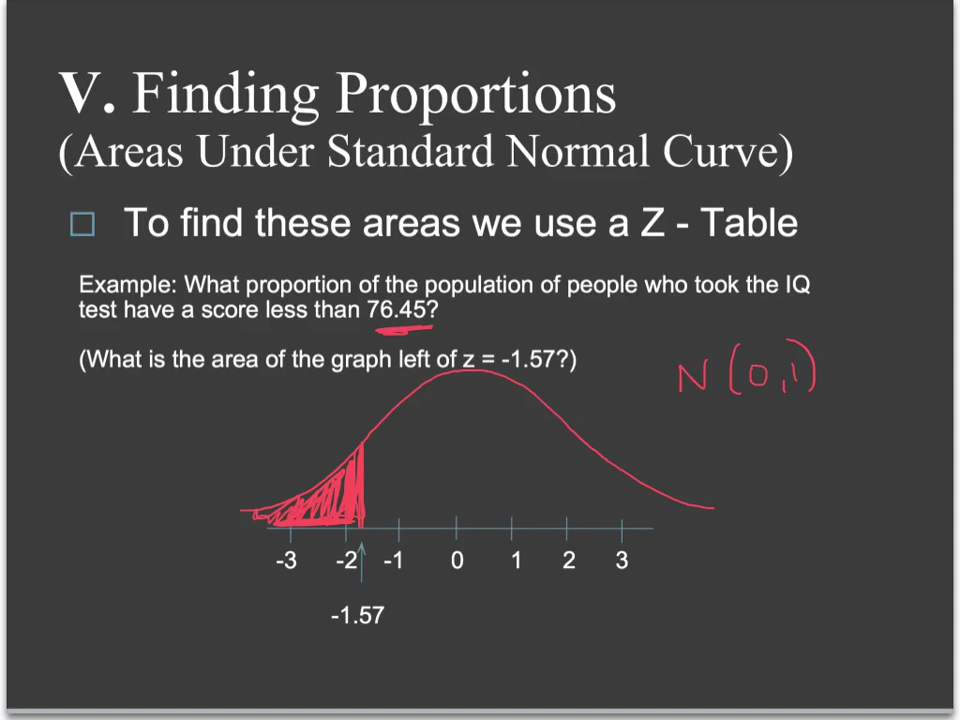 V. Finding Proportions
(Areas Under Standard Normal Curve)
To find these areas we use a Z - Table
Example: What proportion of the population of people who took the IQ
test have a score less than 76.45?
(What is the area of the graph left of z = -1.57?)
N (0,1)
-3 -2 -1 0 1 2 3
-1.57